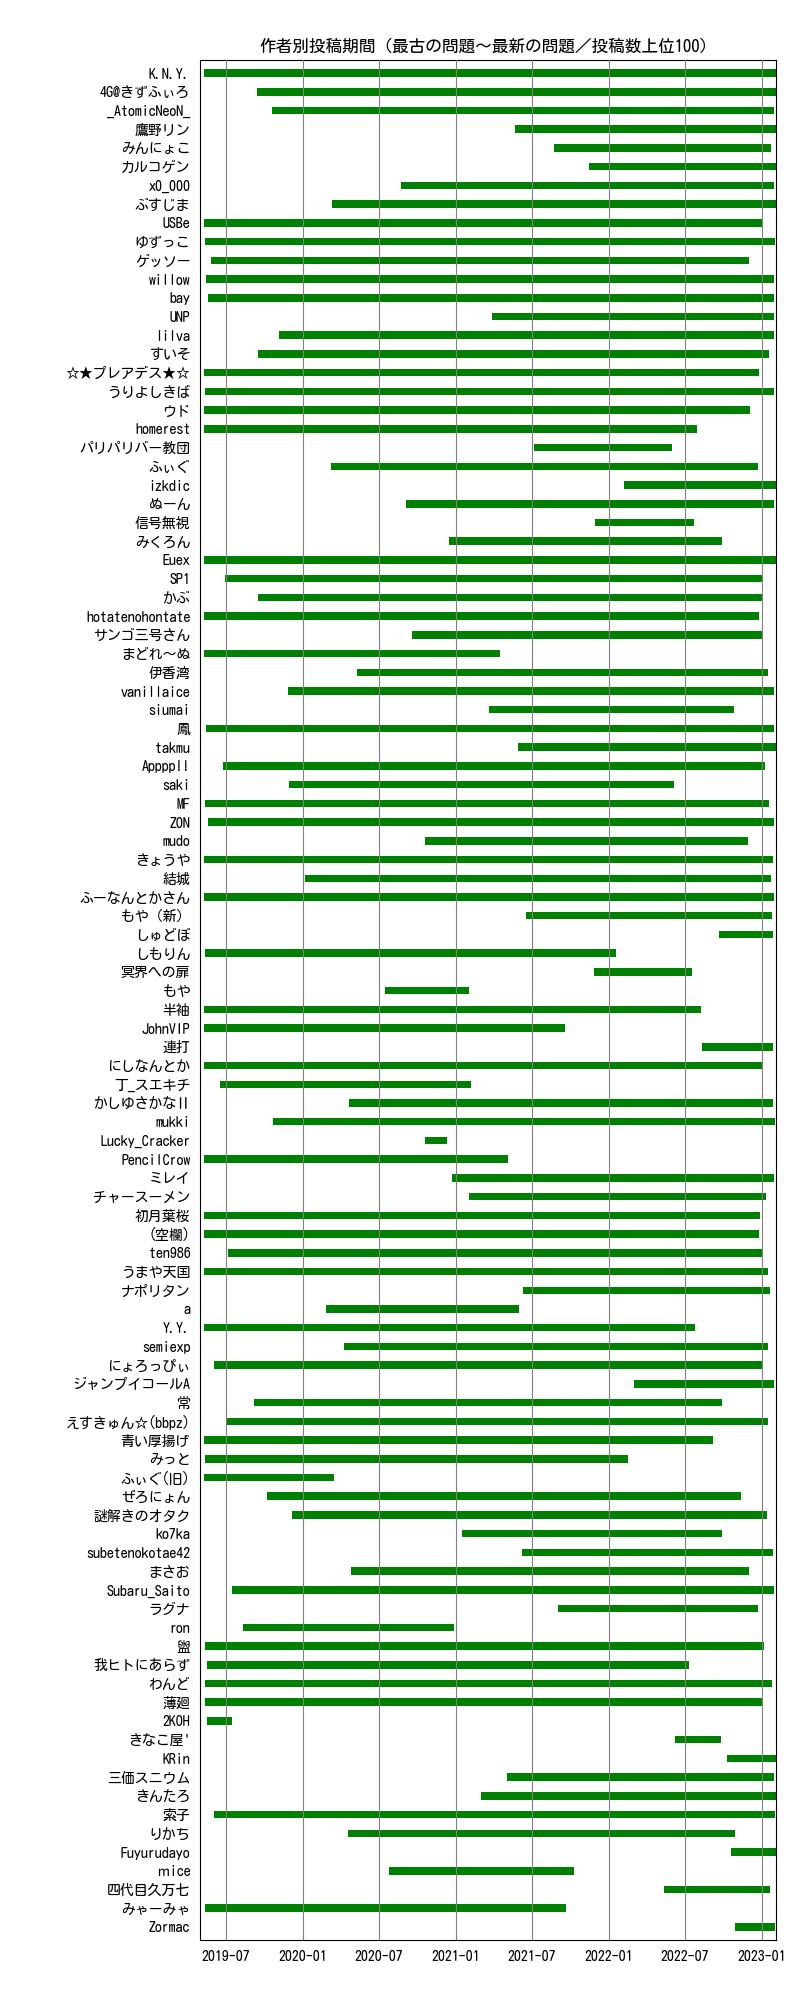 作者別投稿期間（最古の問題～最新の問題／投稿数上位100）
K.N.Y.
4G@きずふぃろ
_AtomicNeoN_
鷹野リン
みんにょこ
カルコゲン
x0_000
ぶすじま
USBe
ゆずっこ
ゲッソー
willow
bay
UNP
lilva
すいそ
☆★プレアデス★☆
うりよしきば
ウド
homerest
バリバリバー教団
ふぃぐ
izkdic
ぬーん
信号無視
みくろん
Euex
SP1
かぶ
hotatenohontate
サンゴ三号さん
まどれ～ぬ
伊香湾
vanillaice
siumai
鳳
takmu
Appppll
saki
MF
ZON
mudo
きょうや
結城
ふーなんとかさん
もや（新）
しゅどぼ
しもりん
冥界への扉
もや
半袖
JohnVIP
連打
にしなんとか
丁_スエキチ
かしゆさかなII
mukki
Lucky_Cracker
PencilCrow
ミレイ
チャースーメン
初月葉桜
(空欄)
ten986
うまや天国
ナポリタン
a
Y.Y.
semiexp
にょろっぴぃ
ジャンプイコールA
常
えすきゅん☆(bbpz)
青い厚揚げ
みっと
ふぃぐ(旧)
ぜろにょん
謎解きのオタク
ko7ka
subetenokotae42
まさお
Subaru_Saito
ラグナ
ron
盥
我ヒトにあらず
わんど
薄廻
2KOH
きなこ屋'
KRin
三価スニウム
きんたろ
索子
りかち
Fuyurudayo
mice
四代目久万七
みゃーみゃ
Zormac
2019-07 2020-01 2020-07 2021-01 2021-07 2022-01 2022-07 2023-01